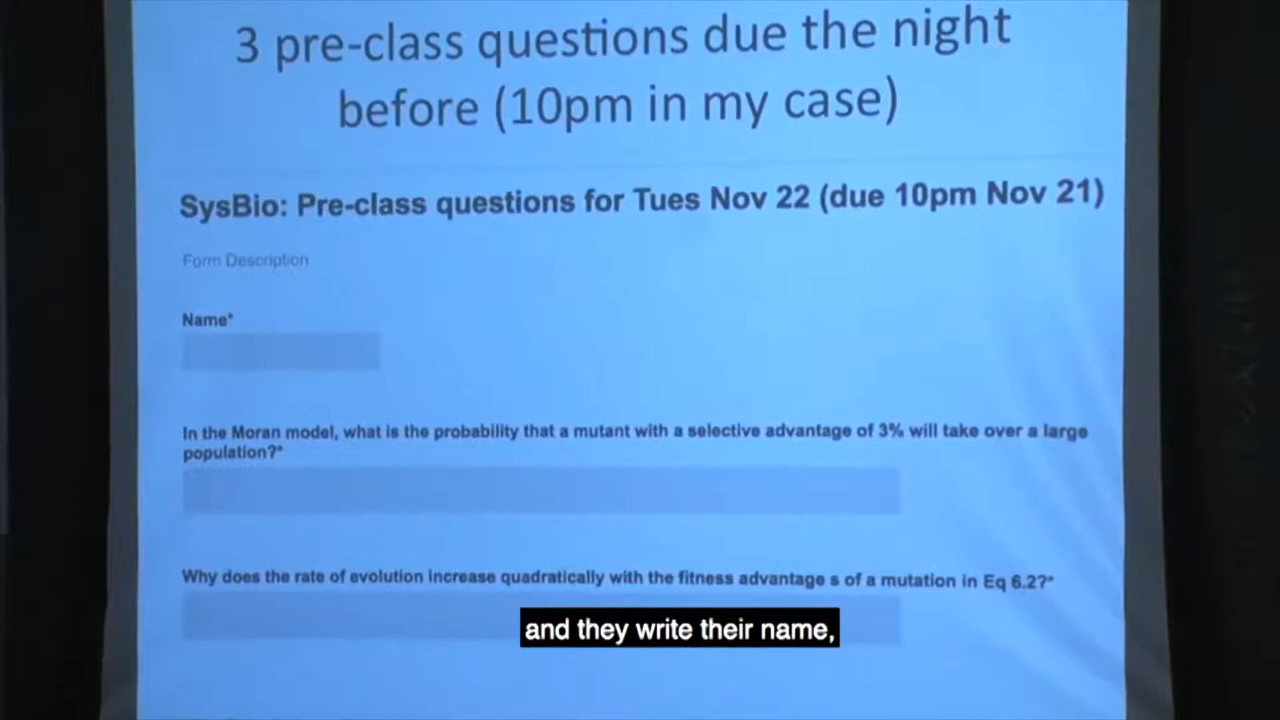 3 pre-class questions due the night
before (10pm in my case)
SysBio: Pre-class questions for Tues Nov 22 (due 10pm Nov 21)
Form Description
Name*
In the Moran model, what is the probability that a mutant with a selective advantage of 3% will take over a large
population?*
Why does the rate of evolution increase quadratically with the fitness advantage s of a mutation in Eq 6.2?*
and they write their name,